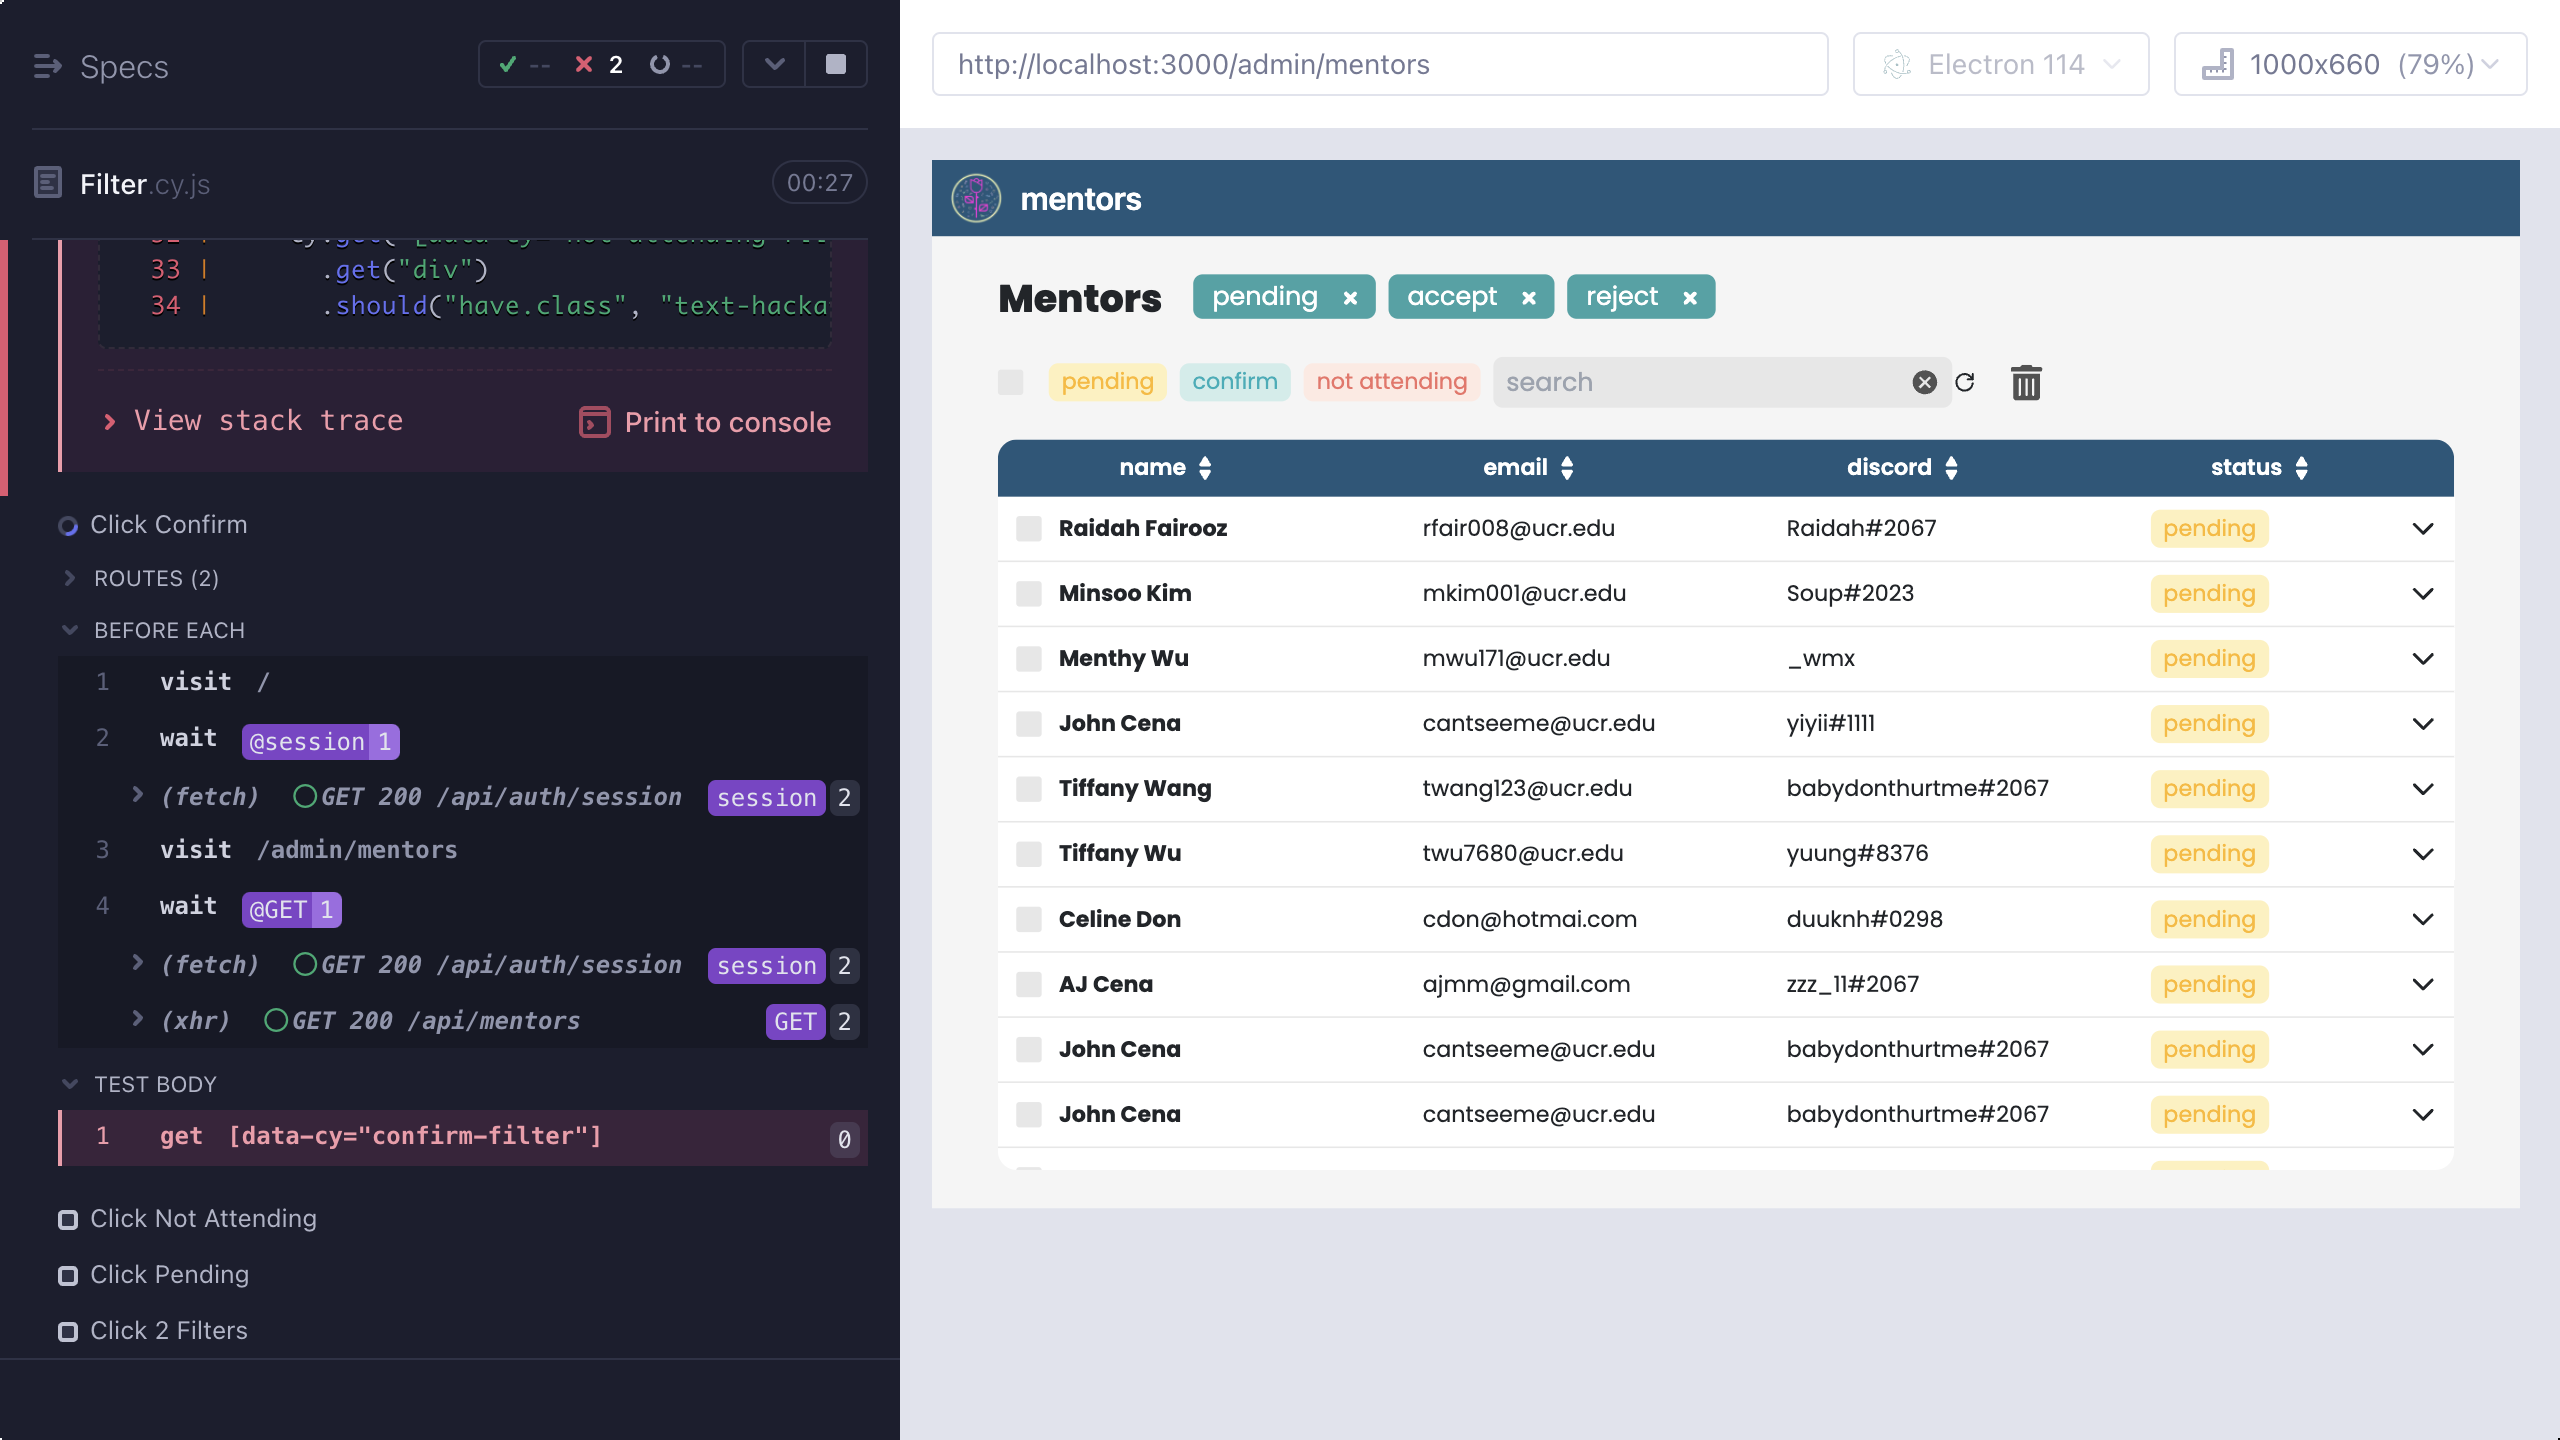 Specs
-- 2 --
Filter.cy.js
00:27
33 | .get("div")
34 | .should("have.class", "text-hacka
View stack trace
Print to console
Click Confirm
ROUTES (2)
BEFORE EACH
1 visit /
2 wait @session 1
(fetch) GET 200 /api/auth/session session 2
3 visit /admin/mentors
4 wait @GET 1
(fetch) GET 200 /api/auth/session session 2
(xhr) GET 200 /api/mentors GET 2
TEST BODY
1 get [data-cy="confirm-filter"] 0
Click Not Attending
Click Pending
Click 2 Filters
http://localhost:3000/admin/mentors
Electron 114
1000x660 (79%)
mentors
Mentors pending × accept × reject ×
pending confirm not attending search
name email discord status
Raidah Fairooz rfair008@ucr.edu Raidah#2067 pending
Minsoo Kim mkim001@ucr.edu Soup#2023 pending
Menthy Wu mwu171@ucr.edu _wmx pending
John Cena cantseeme@ucr.edu yiyii#1111 pending
Tiffany Wang twang123@ucr.edu babydonthurtme#2067 pending
Tiffany Wu twu7680@ucr.edu yuung#8376 pending
Celine Don cdon@hotmai.com duuknh#0298 pending
AJ Cena ajmm@gmail.com zzz_11#2067 pending
John Cena cantseeme@ucr.edu babydonthurtme#2067 pending
John Cena cantseeme@ucr.edu babydonthurtme#2067 pending